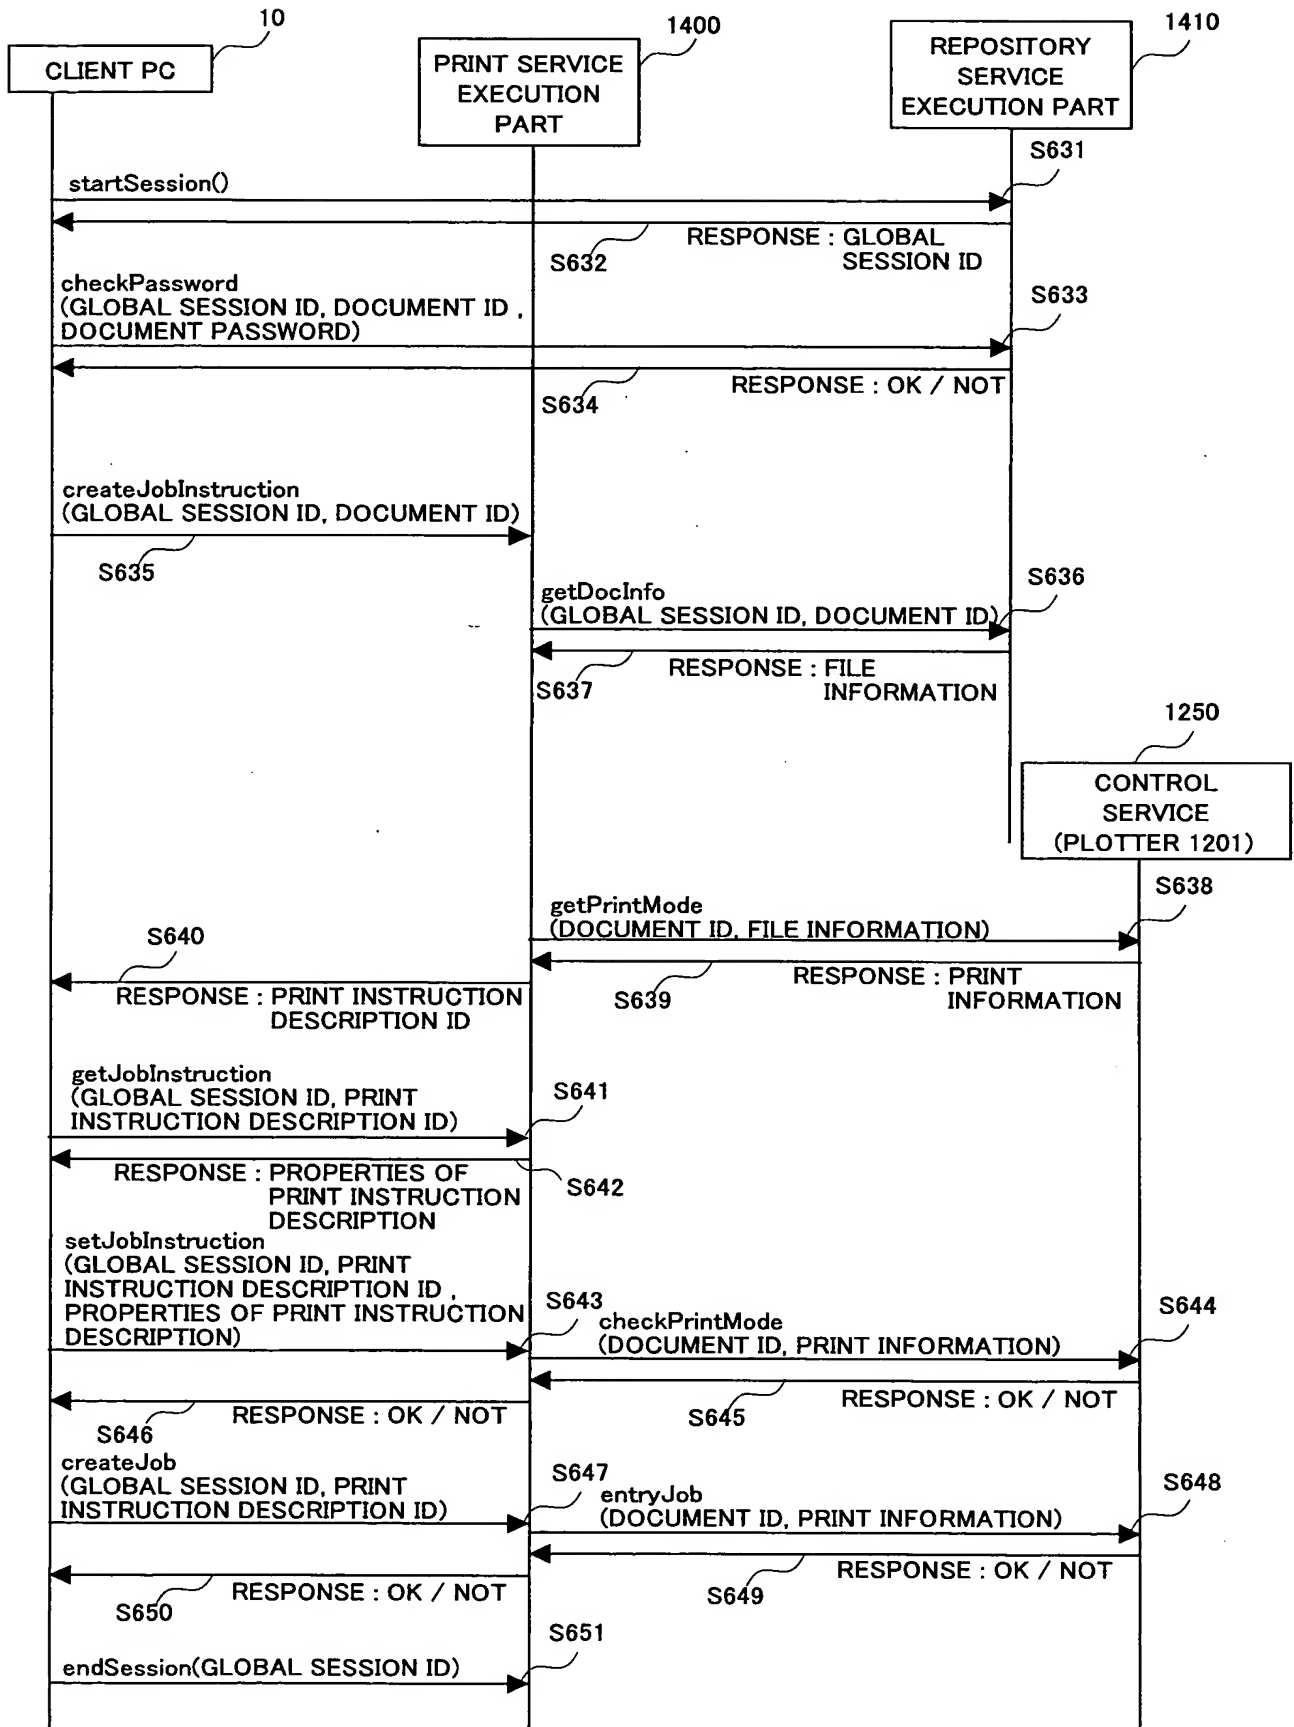 10
CLIENT PC
1400
PRINT SERVICE
EXECUTION
PART
1410
REPOSITORY
SERVICE
EXECUTION PART
startSession()
S631
RESPONSE : GLOBAL
SESSION ID
S632
checkPassword
(GLOBAL SESSION ID, DOCUMENT ID ,
DOCUMENT PASSWORD)
S633
RESPONSE : OK / NOT
S634
createJobInstruction
(GLOBAL SESSION ID, DOCUMENT ID)
S635
getDocInfo
(GLOBAL SESSION ID, DOCUMENT ID)
S636
RESPONSE : FILE
INFORMATION
S637
1250
CONTROL
SERVICE
(PLOTTER 1201)
getPrintMode
(DOCUMENT ID, FILE INFORMATION)
S638
RESPONSE : PRINT
INFORMATION
S639
S640
RESPONSE : PRINT INSTRUCTION
DESCRIPTION ID
getJobInstruction
(GLOBAL SESSION ID, PRINT
INSTRUCTION DESCRIPTION ID)
S641
RESPONSE : PROPERTIES OF
PRINT INSTRUCTION
DESCRIPTION
S642
setJobInstruction
(GLOBAL SESSION ID, PRINT
INSTRUCTION DESCRIPTION ID ,
PROPERTIES OF PRINT INSTRUCTION
DESCRIPTION)
S643
checkPrintMode
(DOCUMENT ID, PRINT INFORMATION)
S644
RESPONSE : OK / NOT
S645
RESPONSE : OK / NOT
S646
createJob
(GLOBAL SESSION ID, PRINT
INSTRUCTION DESCRIPTION ID)
S647
entryJob
(DOCUMENT ID, PRINT INFORMATION)
S648
RESPONSE : OK / NOT
S649
RESPONSE : OK / NOT
S650
endSession(GLOBAL SESSION ID)
S651